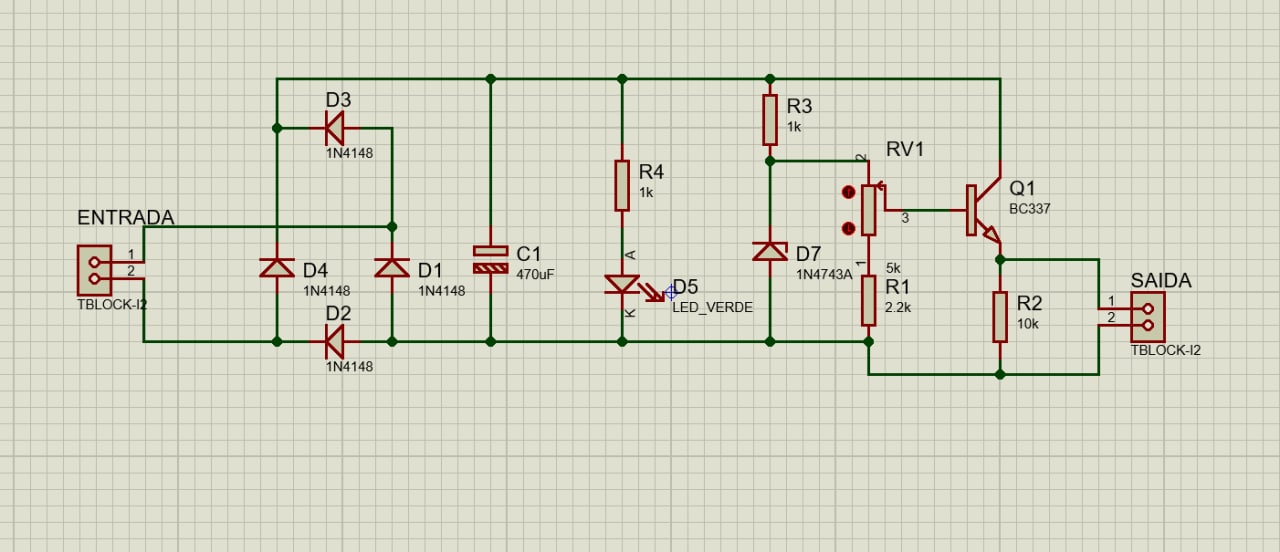 ENTRADA
1
2
TBLOCK-I2
D3
1N4148
D4
1N4148
D1
1N4148
D2
1N4148
C1
470uF
R4
1k
A
D5
LED_VERDE
K
R3
1k
D7
1N4743A
RV1
2
3
1
5k
R1
2.2k
Q1
BC337
R2
10k
SAIDA
1
2
TBLOCK-I2